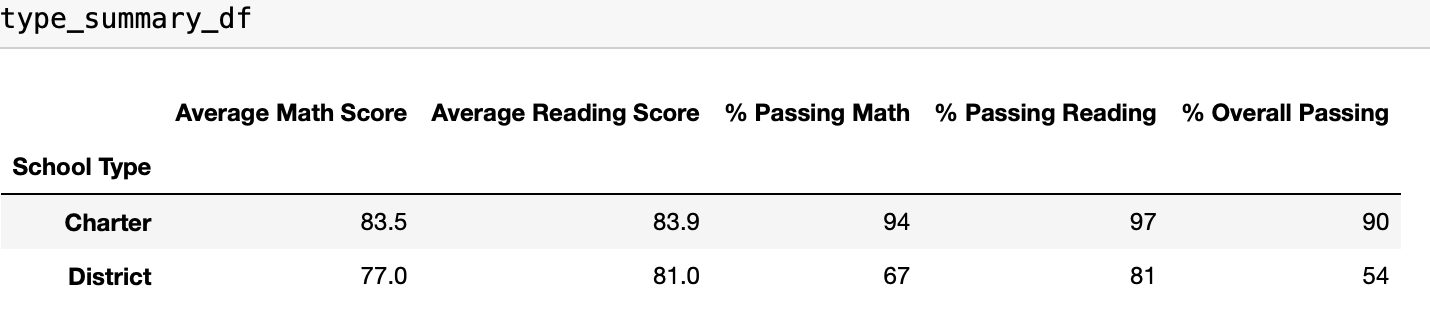 type_summary_df
Average Math Score Average Reading Score % Passing Math % Passing Reading % Overall Passing
School Type
Charter 83.5 83.9 94 97 90
District 77.0 81.0 67 81 54